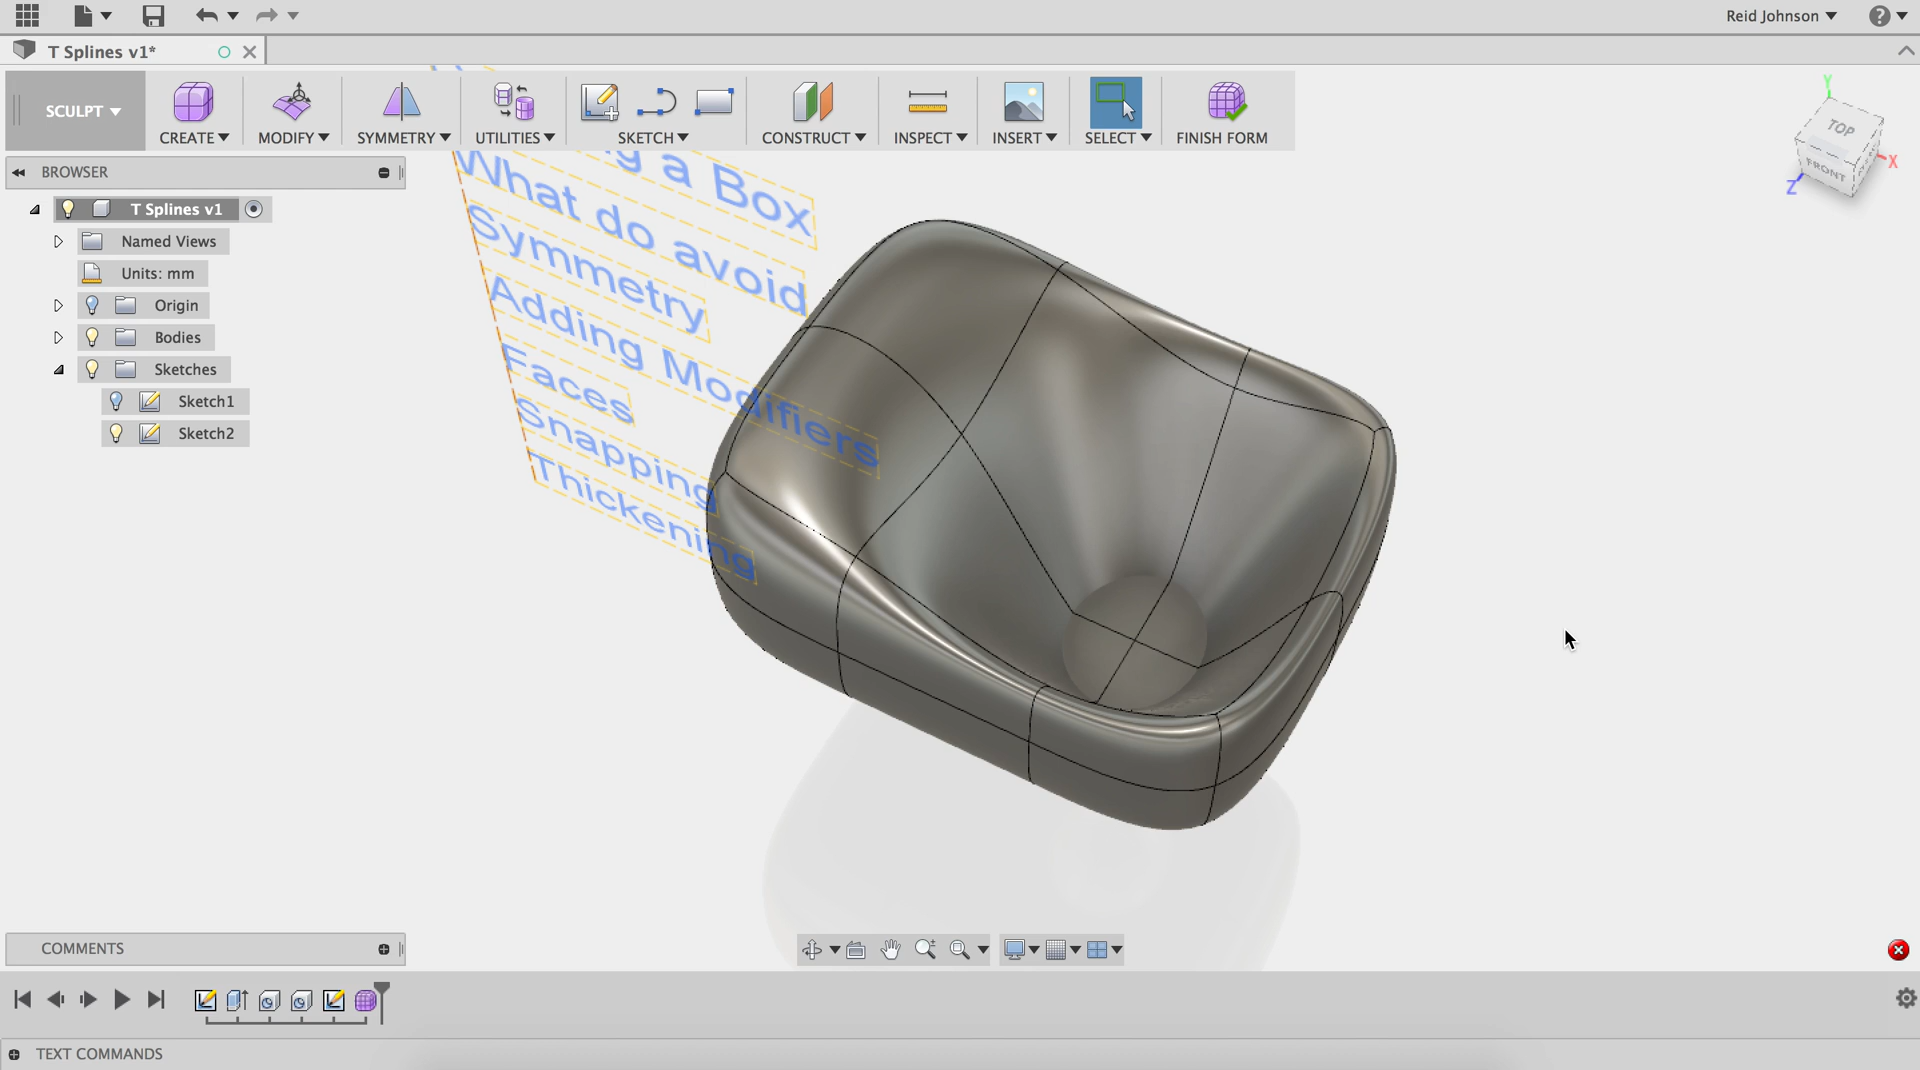 Reid Johnson
T Splines v1*
SCULPT
CREATE
MODIFY
SYMMETRY
UTILITIES
SKETCH
CONSTRUCT
INSPECT
INSERT
SELECT
FINISH FORM
Y
TOP
FRONT
X
Z
BROWSER
T Splines v1
Named Views
Units: mm
Origin
Bodies
Sketches
Sketch1
Sketch2
a Box
What do avoid
Symmetry
Adding Modifiers
Faces
Snapping
Thickening
COMMENTS
TEXT COMMANDS